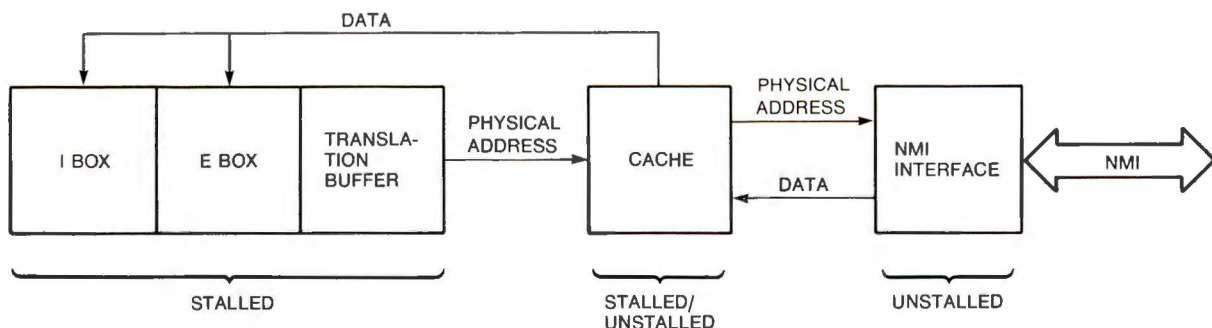 DATA
I BOX
E BOX
TRANSLA-
TION
BUFFER
PHYSICAL
ADDRESS
CACHE
PHYSICAL
ADDRESS
DATA
NMI
INTERFACE
NMI
STALLED
STALLED/
UNSTALLED
UNSTALLED